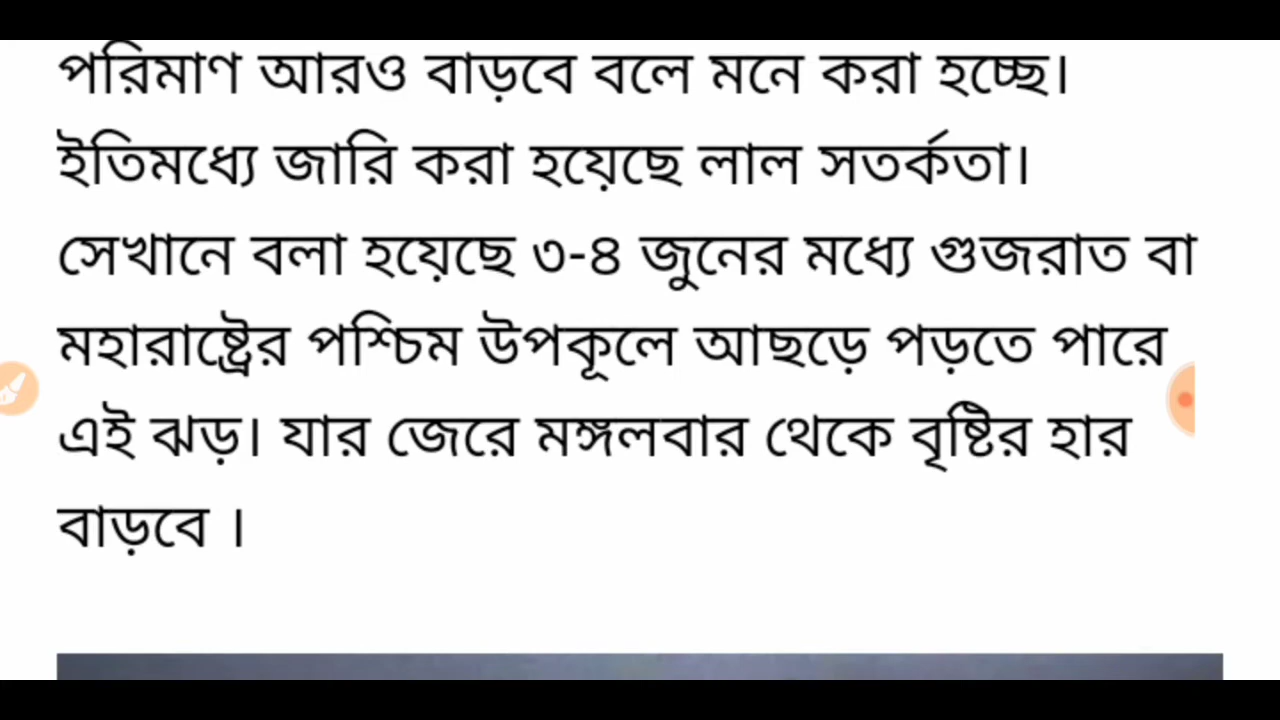 পরিমাণ আরও বাড়বে বলে মনে করা হচ্ছে।
ইতিমধ্যে জারি করা হয়েছে লাল সতর্কতা।
সেখানে বলা হয়েছে ৩-৪ জুনের মধ্যে গুজরাত বা
মহারাষ্ট্রের পশ্চিম উপকূলে আছড়ে পড়তে পারে
এই ঝড়। যার জেরে মঙ্গলবার থেকে বৃষ্টির হার
বাড়বে ।